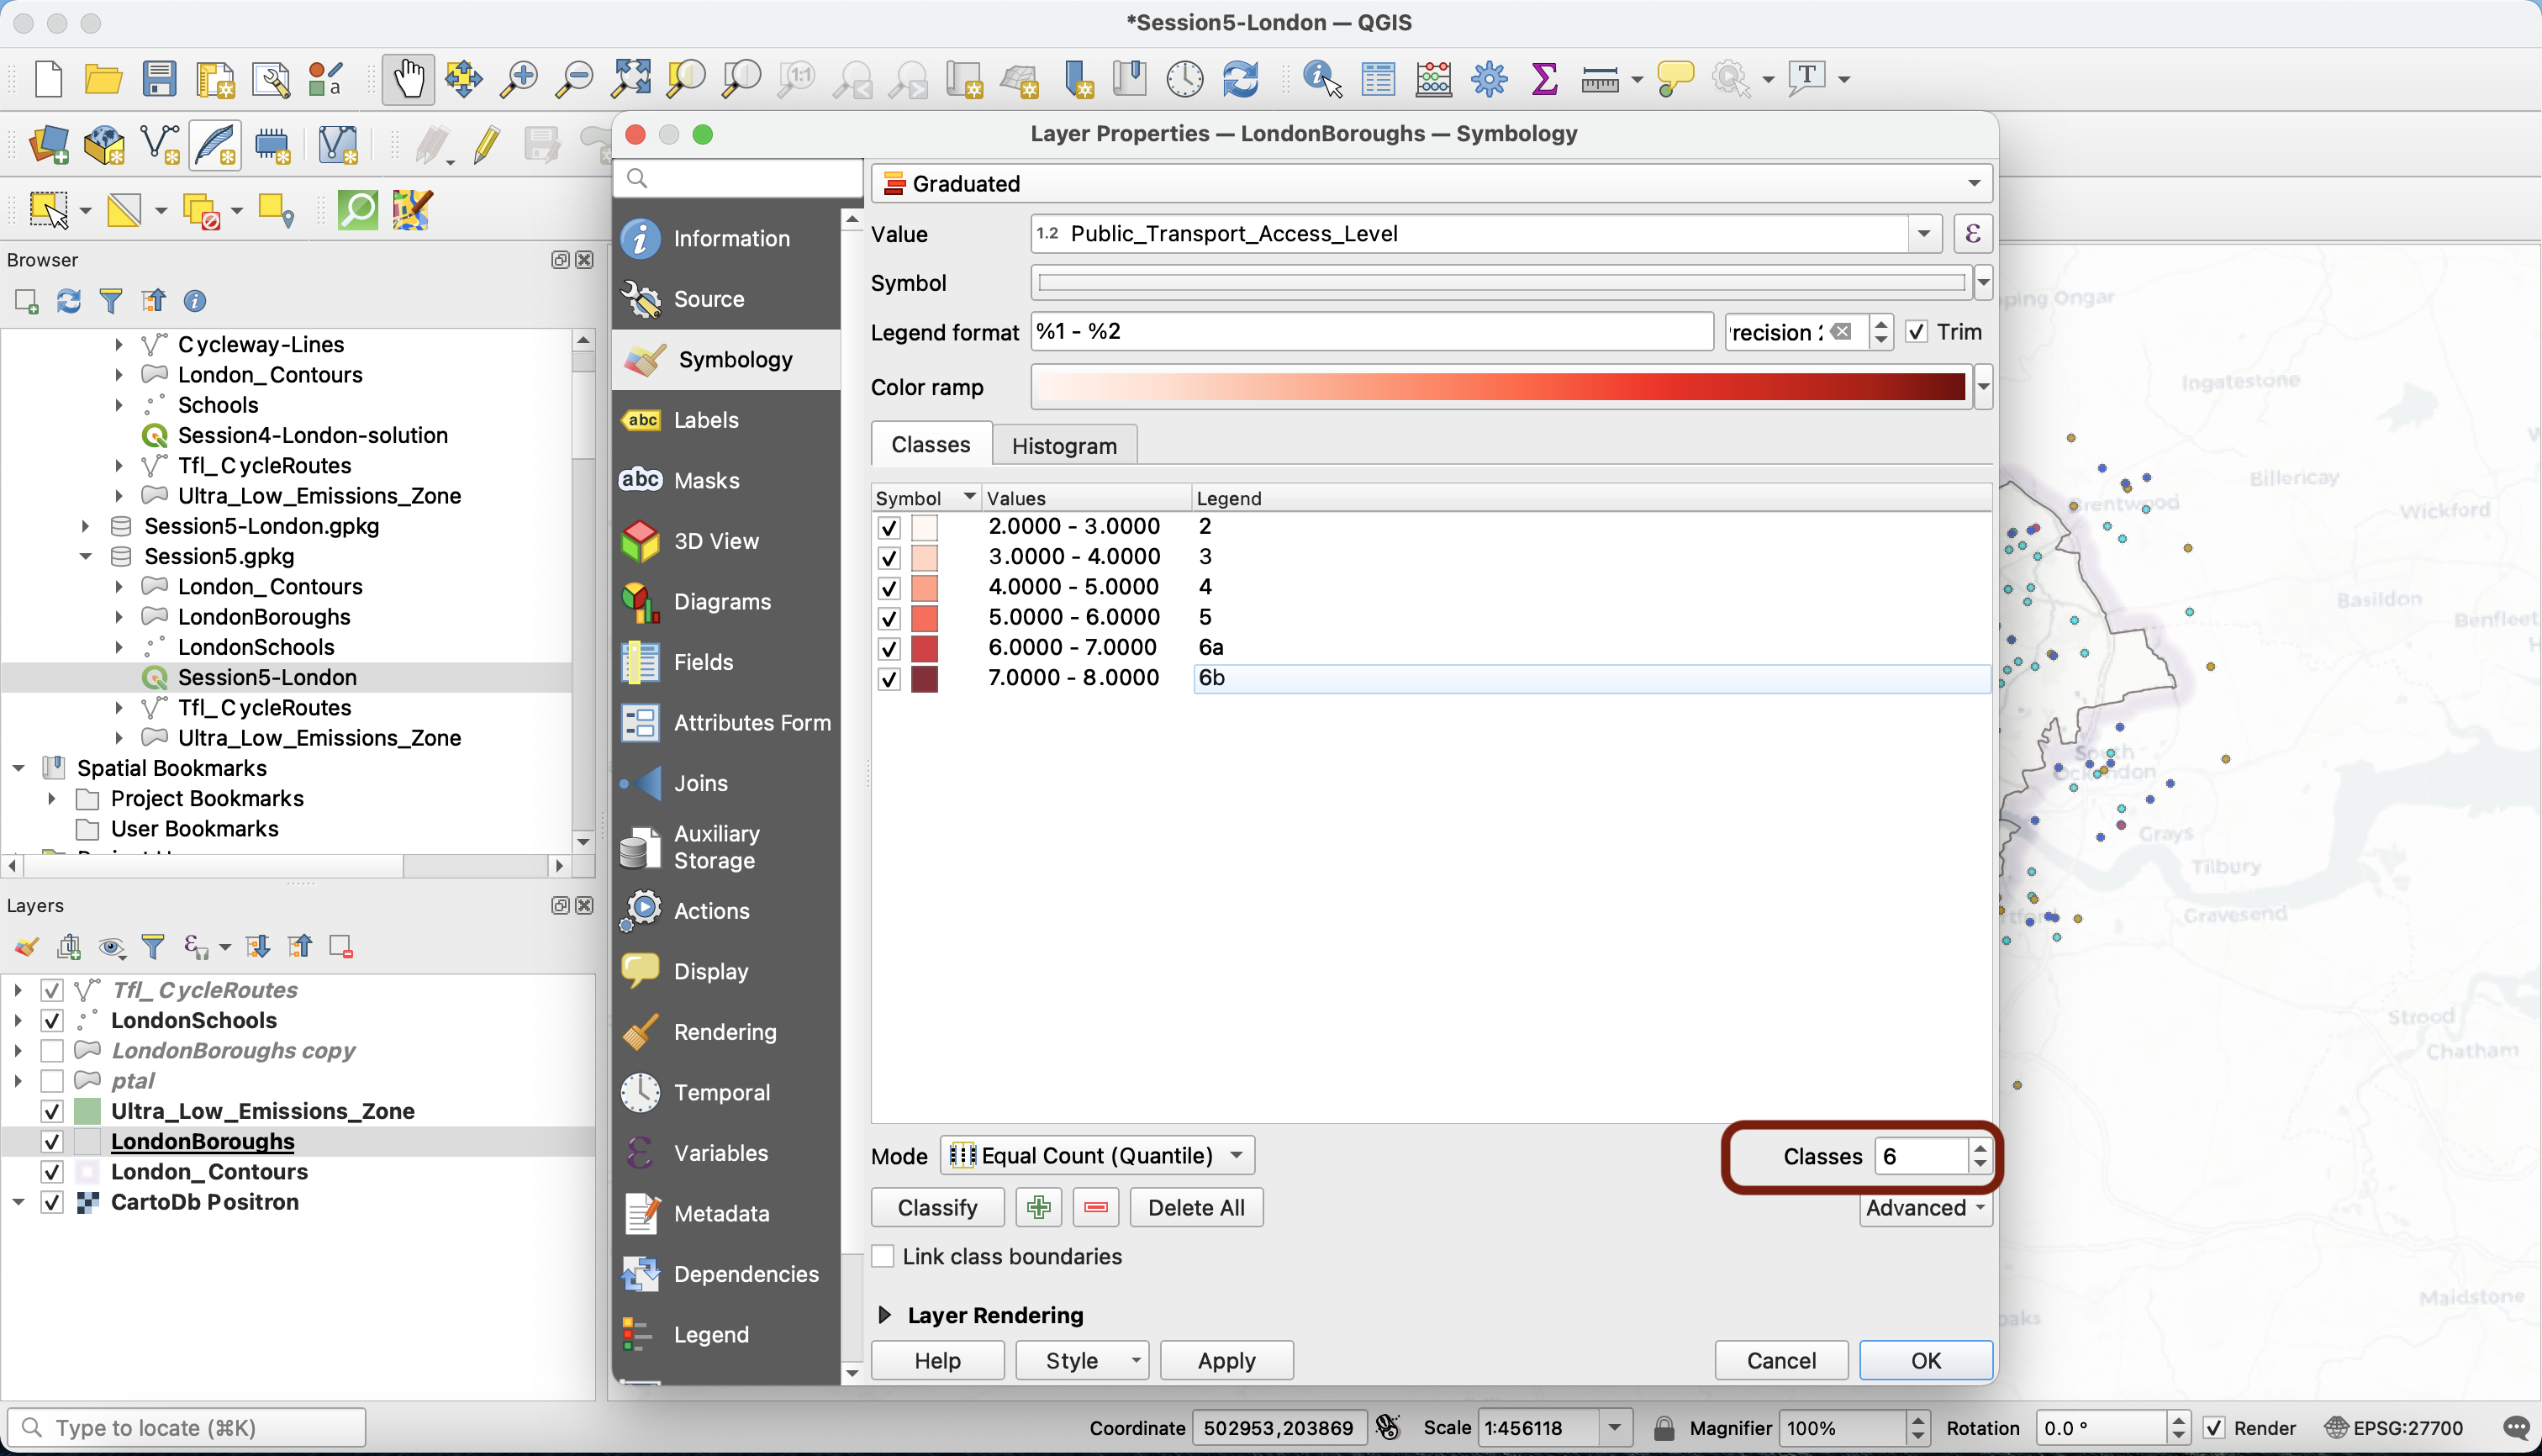 *Session5-London — QGIS
Layer Properties — LondonBoroughs — Symbology
Browser
Cycleway-Lines
London_Contours
Schools
Session4-London-solution
Tfl_CycleRoutes
Ultra_Low_Emissions_Zone
Session5-London.gpkg
Session5.gpkg
London_Contours
LondonBoroughs
LondonSchools
Session5-London
Tfl_CycleRoutes
Ultra_Low_Emissions_Zone
Spatial Bookmarks
Project Bookmarks
User Bookmarks
Layers
Tfl_CycleRoutes
LondonSchools
LondonBoroughs copy
ptal
Ultra_Low_Emissions_Zone
LondonBoroughs
London_Contours
CartoDb Positron
Information
Source
Symbology
abc Labels
abc Masks
3D View
Diagrams
Fields
Attributes Form
Joins
Auxiliary
Storage
Actions
Display
Rendering
Temporal
Variables
Metadata
Dependencies
Legend
Graduated
Value 1.2 Public_Transport_Access_Level ε
Symbol
Legend format %1 - %2 recision Trim
Color ramp
Classes Histogram
Symbol Values Legend
2.0000 - 3.0000 2
3.0000 - 4.0000 3
4.0000 - 5.0000 4
5.0000 - 6.0000 5
6.0000 - 7.0000 6a
7.0000 - 8.0000 6b
Mode Equal Count (Quantile) Classes 6
Classify Delete All Advanced
Link class boundaries
Layer Rendering
Help Style Apply Cancel OK
ping Ongar
Ingatestone
Billericay
Brentwood
Wickford
Basildon
Benfleet
South
Ockendon
Grays
Tilbury
Gravesend
Strood
Chatham
Maidstone
oaks
Type to locate (⌘K) Coordinate 502953,203869 Scale 1:456118 Magnifier 100% Rotation 0.0 ° Render EPSG:27700